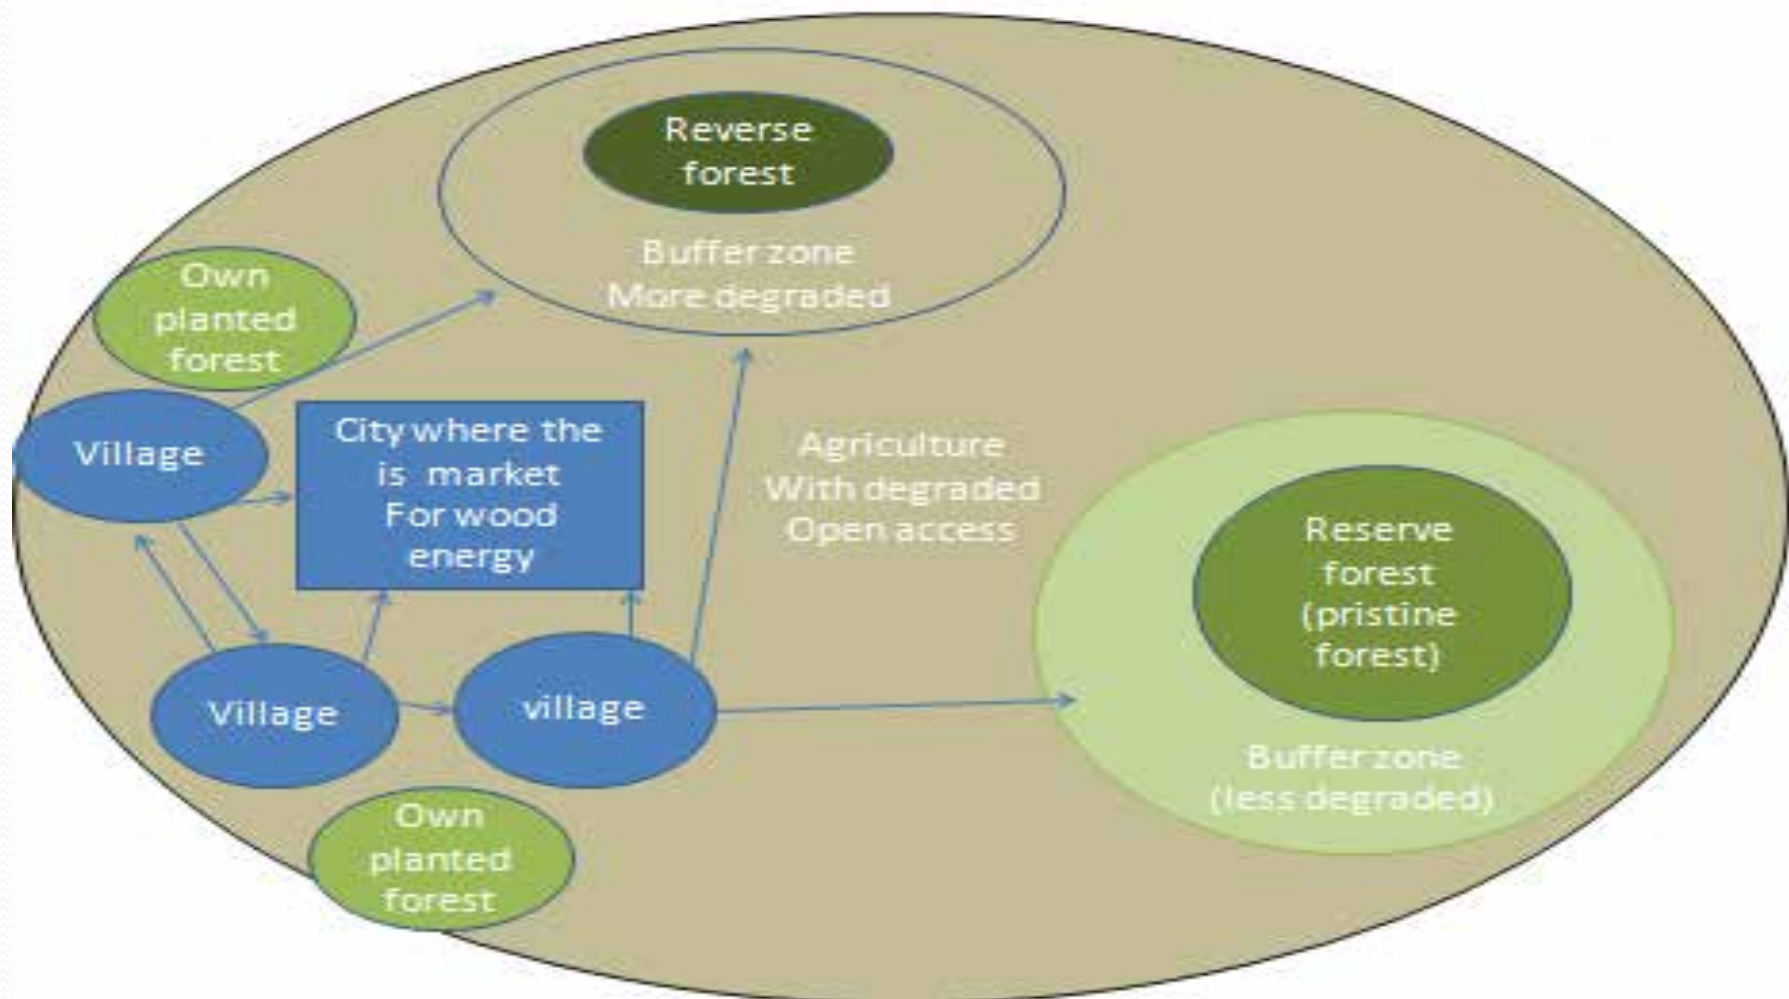 Reverse
forest
Buffer zone
More degraded
Own
planted
forest
Village
City where the
is market
For wood
energy
Agriculture
With degraded
Open access
Reserve
forest
(pristine
forest)
Buffer zone
(less degraded)
Village
village
Own
planted
forest